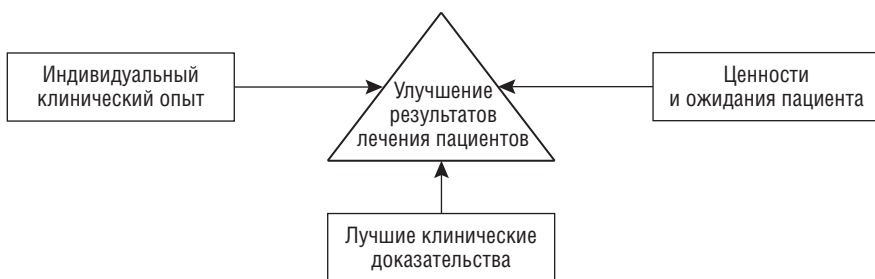 Индивидуальный
клинический опыт
Улучшение
результатов
лечения пациентов
Ценности
и ожидания пациента
Лучшие клинические
доказательства